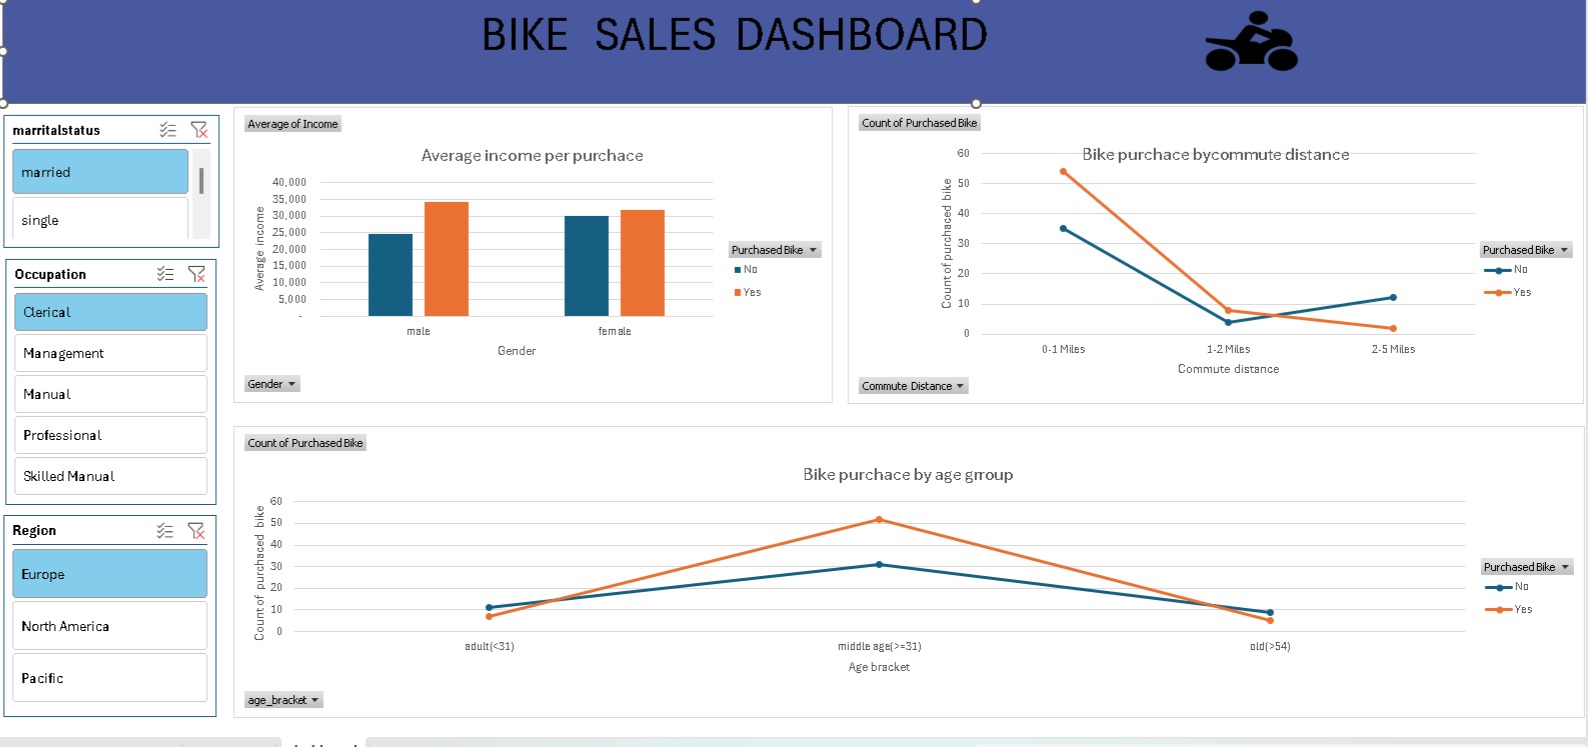 BIKE SALES DASHBOARD
marritalstatus
married
single
Occupation
Clerical
Management
Manual
Professional
Skilled Manual
Region
Europe
North America
Pacific
Average of Income
Average income per purchace
40,000
35,000
30,000
25,000
20,000
15,000
10,000
5,000
-
Average income
male
female
Gender
Purchased Bike
No
Yes
Gender
Count of Purchased Bike
Bike purchace bycommute distance
60
50
40
30
20
10
0
Count of purchaced bike
0-1 Miles
1-2 Miles
2-5 Miles
Commute distance
Purchased Bike
No
Yes
Commute Distance
Count of Purchased Bike
Bike purchace by age grroup
60
50
40
30
20
10
0
Count of purchaced bike
adult(<31)
middle age(>=31)
old(>54)
Age bracket
Purchased Bike
No
Yes
age_bracket